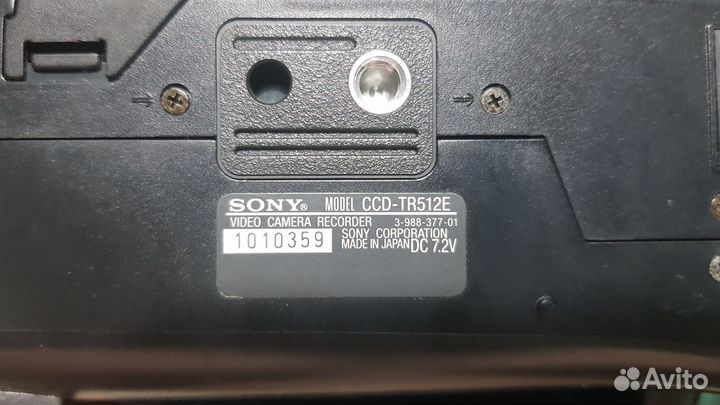 SONY® MODEL CCD-TR512E
VIDEO CAMERA RECORDER 3-988-377-01
1010359 SONY CORPORATION
MADE IN JAPAN DC 7.2V
Avito